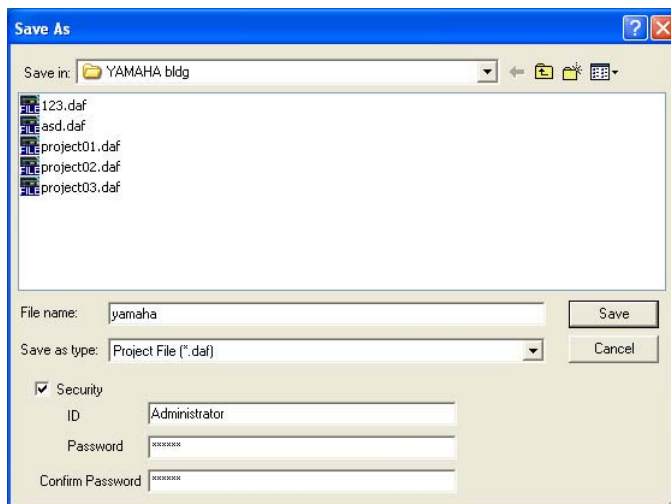 Save As
Save in: YAMAHA bldg
123.daf
asd.daf
project01.daf
project02.daf
project03.daf
File name: yamaha Save
Save as type: Project File (*.daf) Cancel
Security
ID Administrator
Password ××××××
Confirm Password ××××××